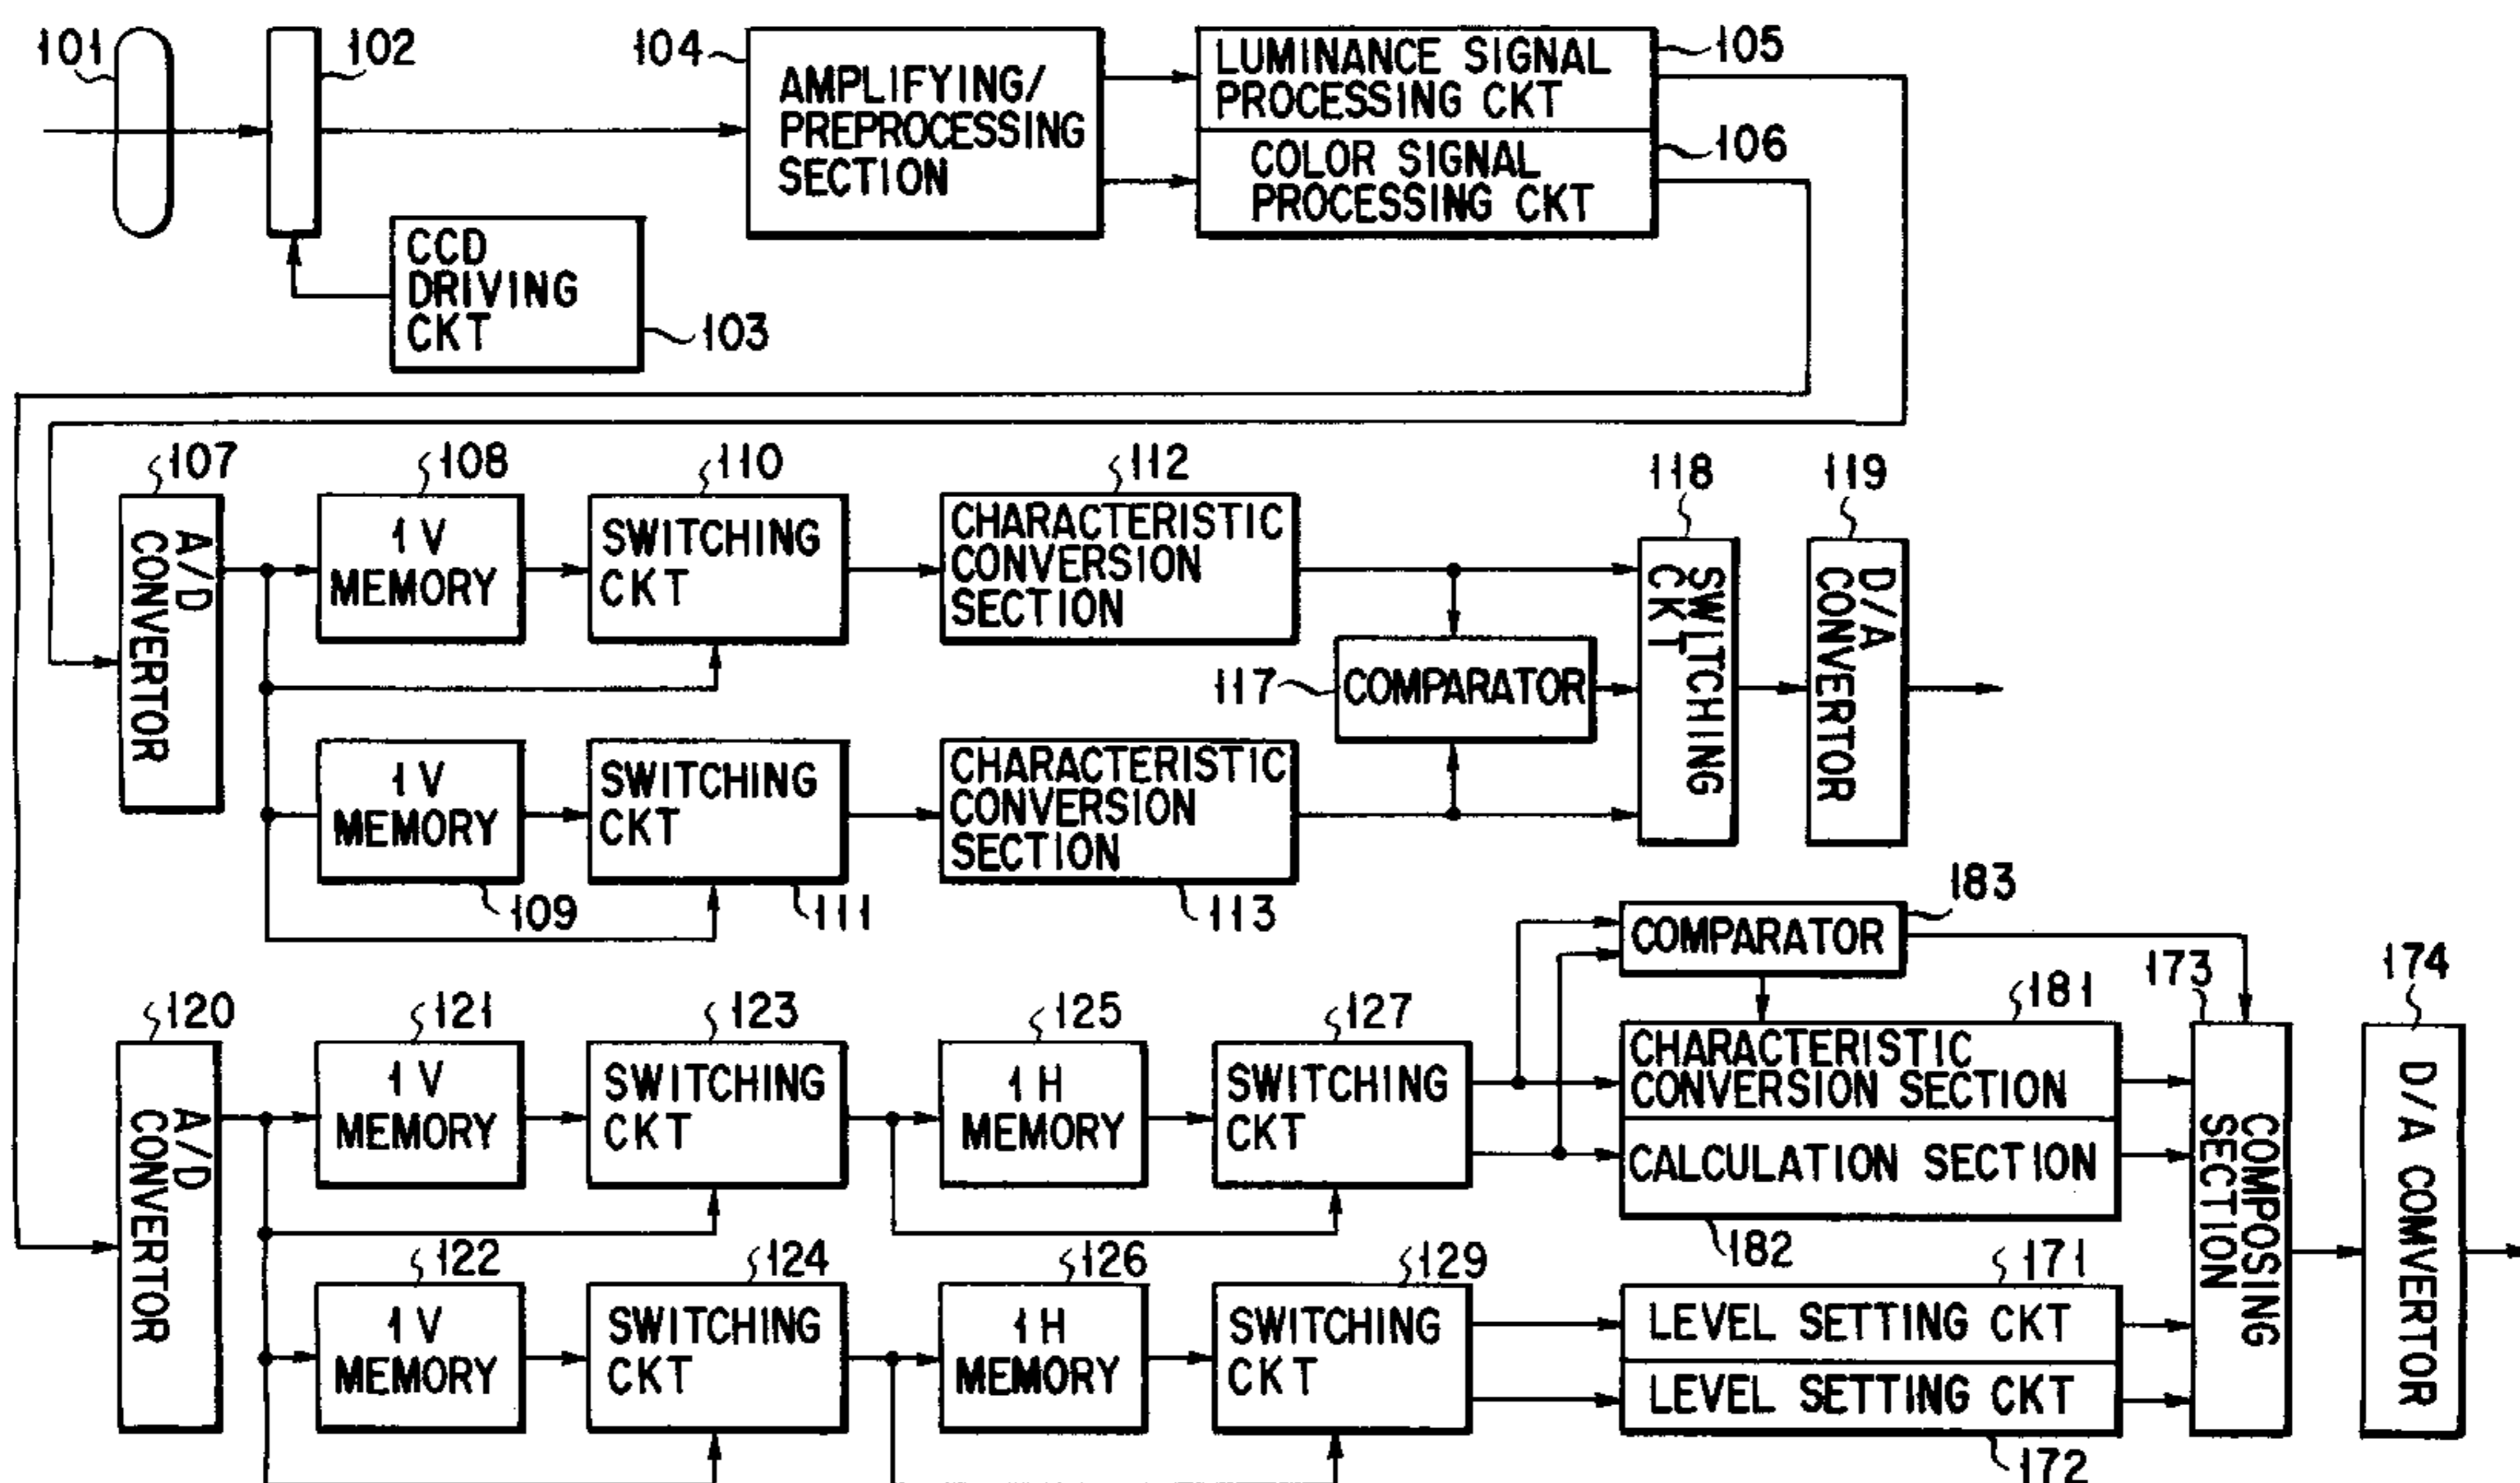 101
102
104
AMPLIFYING/
PREPROCESSING
SECTION
LUMINANCE SIGNAL
PROCESSING CKT
105
COLOR SIGNAL
PROCESSING CKT
106
CCD
DRIVING
CKT
103
107
A/D
CONVERTOR
108
1 V
MEMORY
110
SWITCHING
CKT
112
CHARACTERISTIC
CONVERSION
SECTION
118
SWITCHING
CKT
119
D/A
CONVERTOR
117
COMPARATOR
1 V
MEMORY
109
SWITCHING
CKT
111
CHARACTERISTIC
CONVERSION
SECTION
113
183
COMPARATOR
120
A/D
CONVERTOR
121
1 V
MEMORY
123
SWITCHING
CKT
125
1 H
MEMORY
127
SWITCHING
CKT
181
CHARACTERISTIC
CONVERSION SECTION
CALCULATION SECTION
182
173
COMPOSING
SECTION
174
D/A COMVERTOR
122
1 V
MEMORY
124
SWITCHING
CKT
126
1 H
MEMORY
129
SWITCHING
CKT
171
LEVEL SETTING CKT
LEVEL SETTING CKT
172